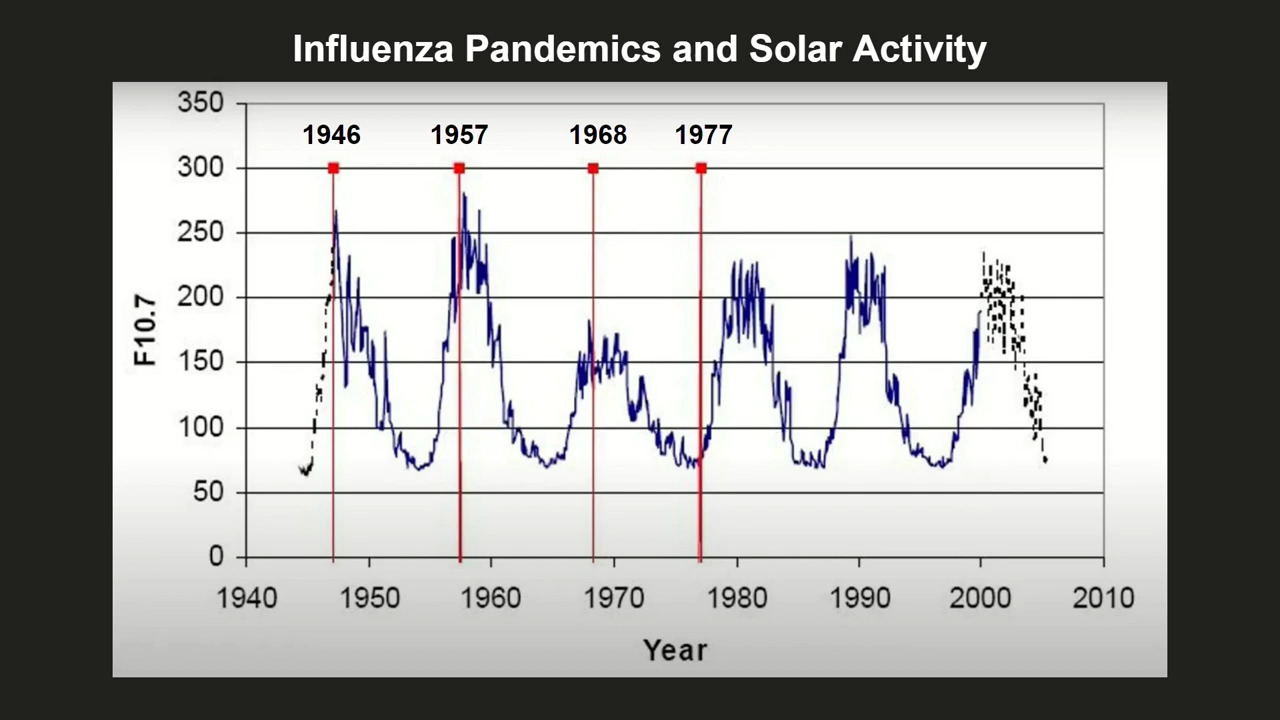 Influenza Pandemics and Solar Activity
350
1946 1957 1968 1977
300
250
200
F10.7
150
100
50
0
1940 1950 1960 1970 1980 1990 2000 2010
Year